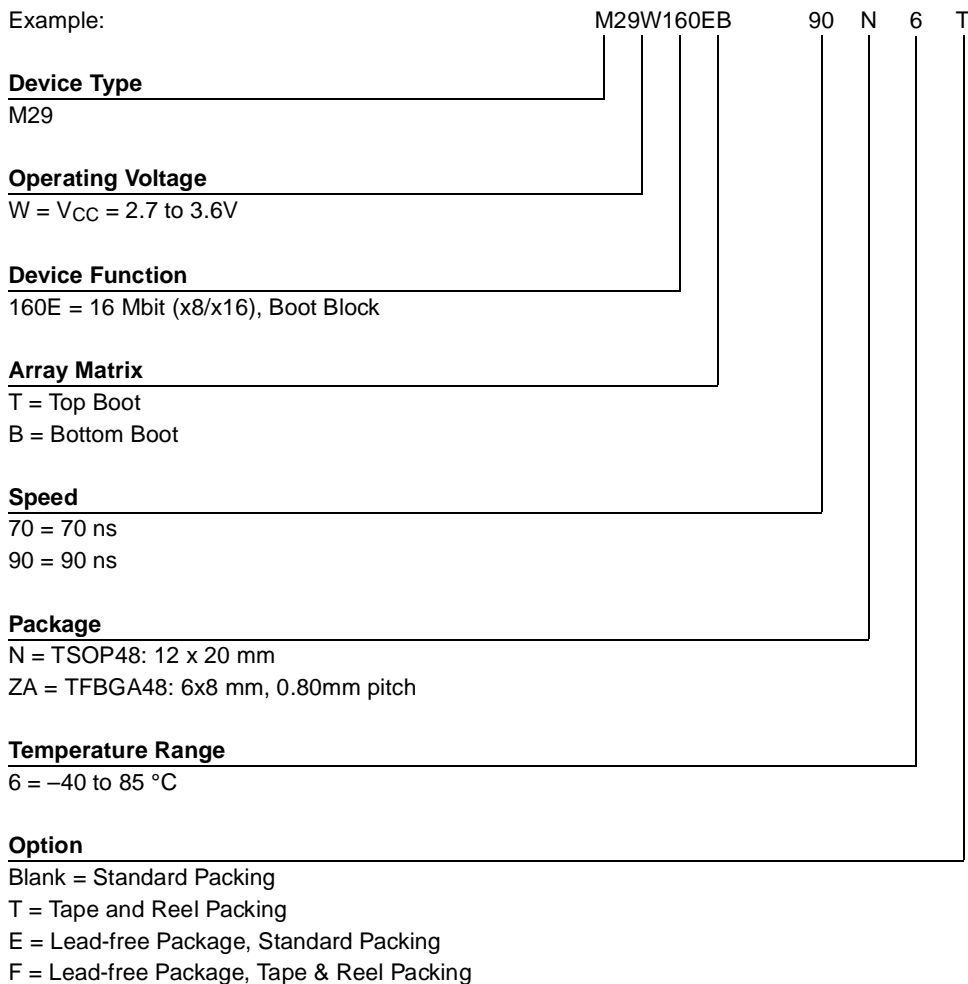 Example: M29W160EB 90 N 6 T
Device Type
M29
Operating Voltage
W = VCC = 2.7 to 3.6V
Device Function
160E = 16 Mbit (x8/x16), Boot Block
Array Matrix
T = Top Boot
B = Bottom Boot
Speed
70 = 70 ns
90 = 90 ns
Package
N = TSOP48: 12 x 20 mm
ZA = TFBGA48: 6x8 mm, 0.80mm pitch
Temperature Range
6 = –40 to 85 °C
Option
Blank = Standard Packing
T = Tape and Reel Packing
E = Lead-free Package, Standard Packing
F = Lead-free Package, Tape & Reel Packing